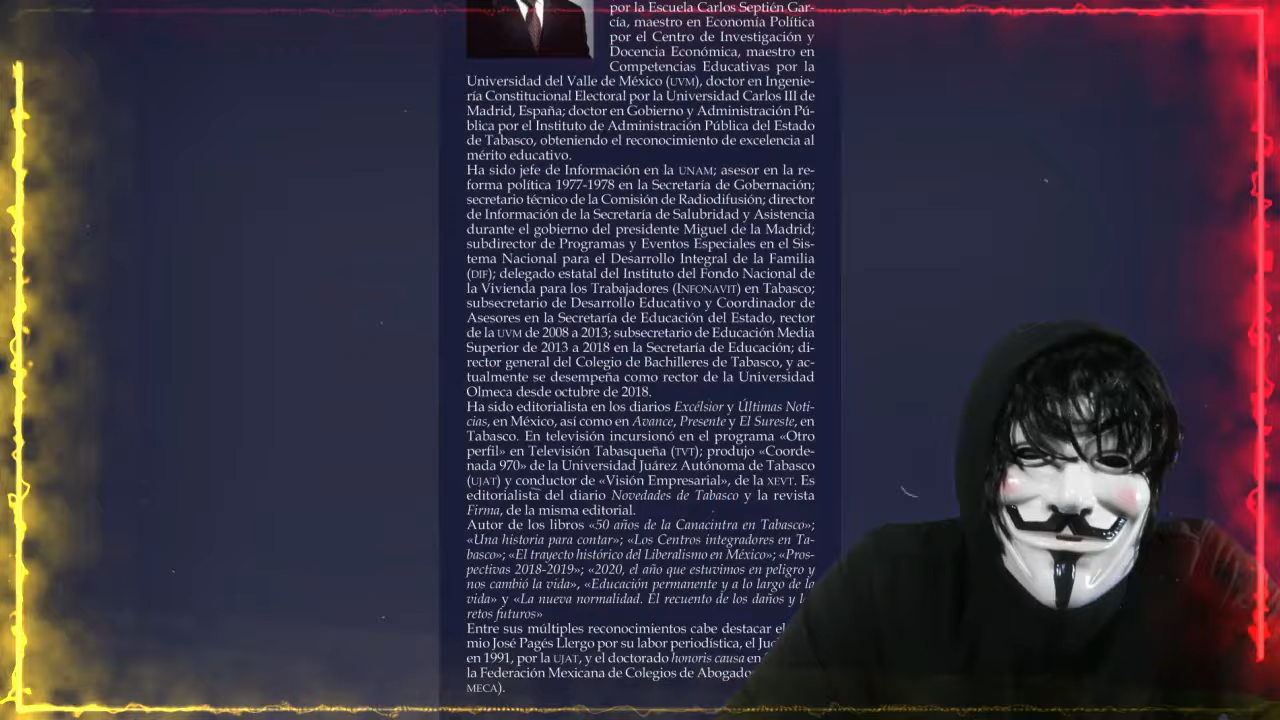 por la Escuela Carlos Septién Gar-
cía, maestro en Economía Política
por el Centro de Investigación y
Docencia Económica, maestro en
Competencias Educativas por la
Universidad del Valle de México (UVM), doctor en Ingenie-
ría Constitucional Electoral por la Universidad Carlos III de
Madrid, España; doctor en Gobierno y Administración Pú-
blica por el Instituto de Administración Pública del Estado
de Tabasco, obteniendo el reconocimiento de excelencia al
mérito educativo.
Ha sido jefe de Información en la UNAM; asesor en la re-
forma política 1977-1978 en la Secretaría de Gobernación;
secretario técnico de la Comisión de Radiodifusión; director
de Información de la Secretaría de Salubridad y Asistencia
durante el gobierno del presidente Miguel de la Madrid;
subdirector de Programas y Eventos Especiales en el Sis-
tema Nacional para el Desarrollo Integral de la Familia
(DIF); delegado estatal del Instituto del Fondo Nacional de
la Vivienda para los Trabajadores (INFONAVIT) en Tabasco;
subsecretario de Desarrollo Educativo y Coordinador de
Asesores en la Secretaría de Educación del Estado, rector
de la UVM de 2008 a 2013; subsecretario de Educación Media
Superior de 2013 a 2018 en la Secretaría de Educación; di-
rector general del Colegio de Bachilleres de Tabasco, y ac-
tualmente se desempeña como rector de la Universidad
Olmeca desde octubre de 2018.
Ha sido editorialista en los diarios Excélsior y Últimas Noti-
cias, en México, así como en Avance, Presente y El Sureste, en
Tabasco. En televisión incursionó en el programa «Otro
perfil» en Televisión Tabasqueña (TVT); produjo «Coorde-
nada 970» de la Universidad Juárez Autónoma de Tabasco
(UJAT) y conductor de «Visión Empresarial», de la XEVT. Es
editorialista del diario Novedades de Tabasco y la revista
Firma, de la misma editorial.
Autor de los libros «50 años de la Canacintra en Tabasco»;
«Una historia para contar»; «Los Centros integradores en Ta-
basco»; «El trayecto histórico del Liberalismo en México»; «Pros-
pectivas 2018-2019»; «2020, el año que estuvimos en peligro y
nos cambió la vida», «Educación permanente y a lo largo de la
vida» y «La nueva normalidad. El recuento de los daños y l
retos futuros»
Entre sus múltiples reconocimientos cabe destacar el
mio José Pagés Llergo por su labor periodística, el
en 1991, por la UJAT, y el doctorado honoris causa en
la Federación Mexicana de Colegios de Abogado
MECA).